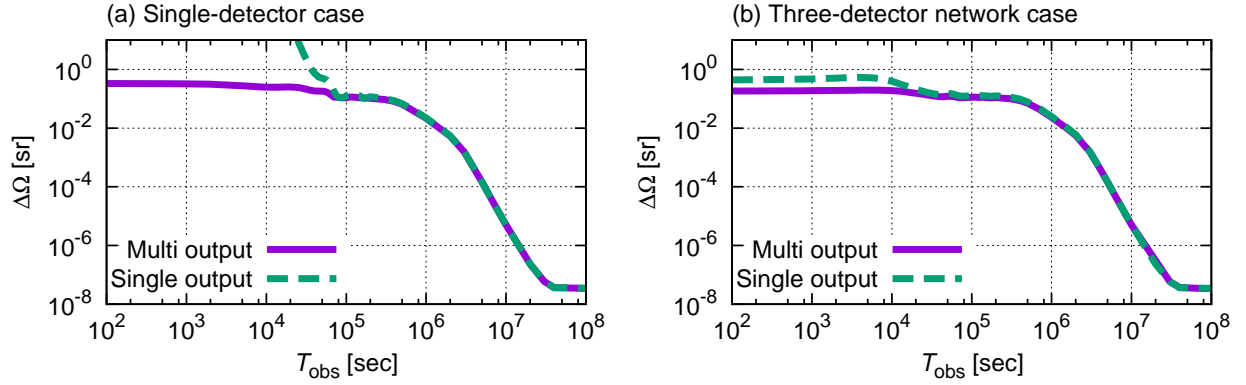 (a) Single-detector case
10^0
10^-2
10^-4
10^-6
10^-8
ΔΩ [sr]
Multi output
Single output
10^2 10^3 10^4 10^5 10^6 10^7 10^8
T_obs [sec]
(b) Three-detector network case
10^0
10^-2
10^-4
10^-6
10^-8
ΔΩ [sr]
Multi output
Single output
10^2 10^3 10^4 10^5 10^6 10^7 10^8
T_obs [sec]